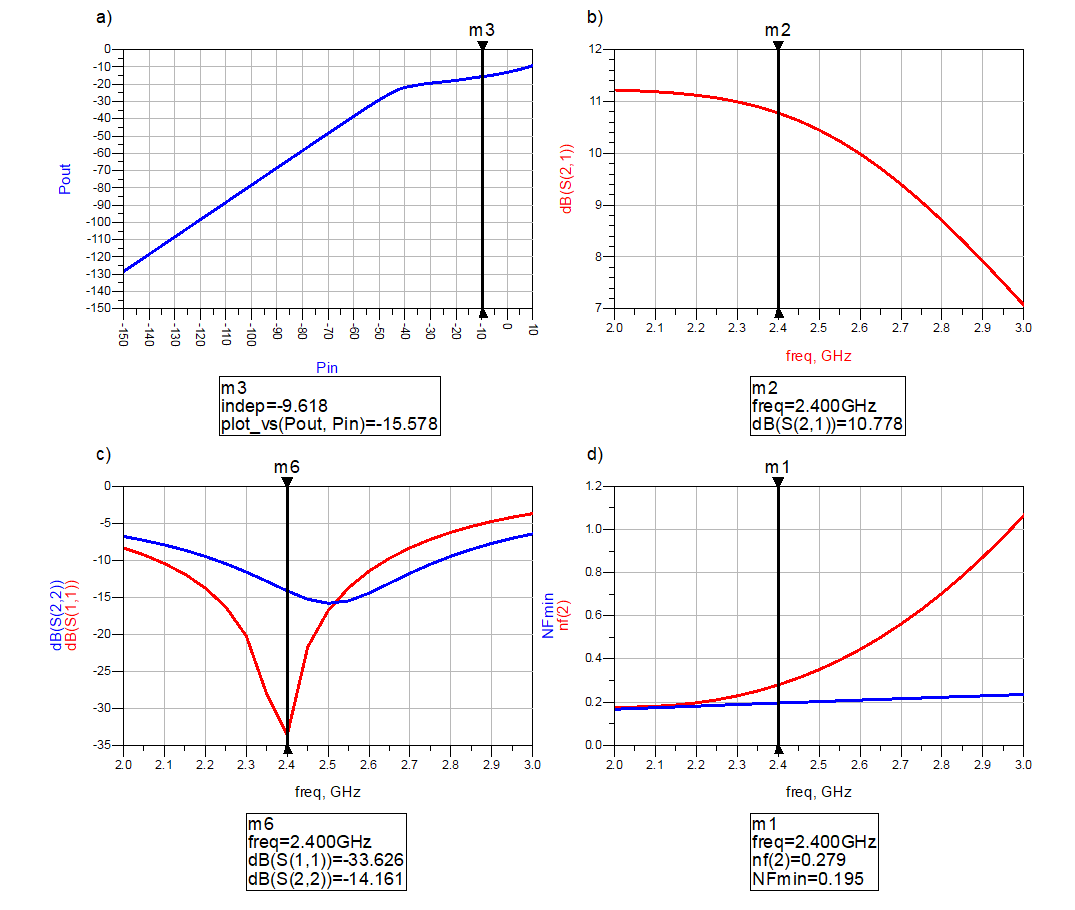 a)
m3
0
-10
-20
-30
-40
-50
-60
-70
-80
-90
-100
-110
-120
-130
-140
-150
Pout
-150 -140 -130 -120 -110 -100 -90 -80 -70 -60 -50 -40 -30 -20 -10 0 10
Pin
m3
indep=-9.618
plot_vs(Pout, Pin)=-15.578
b)
m2
12
11
10
9
8
7
dB(S(2,1))
2.0 2.1 2.2 2.3 2.4 2.5 2.6 2.7 2.8 2.9 3.0
freq, GHz
m2
freq=2.400GHz
dB(S(2,1))=10.778
c)
m6
0
-5
-10
-15
-20
-25
-30
-35
dB(S(2,2))
dB(S(1,1))
2.0 2.1 2.2 2.3 2.4 2.5 2.6 2.7 2.8 2.9 3.0
freq, GHz
m6
freq=2.400GHz
dB(S(1,1))=-33.626
dB(S(2,2))=-14.161
d)
m1
1.2
1.0
0.8
0.6
0.4
0.2
0.0
NFmin
nf(2)
2.0 2.1 2.2 2.3 2.4 2.5 2.6 2.7 2.8 2.9 3.0
freq, GHz
m1
freq=2.400GHz
nf(2)=0.279
NFmin=0.195